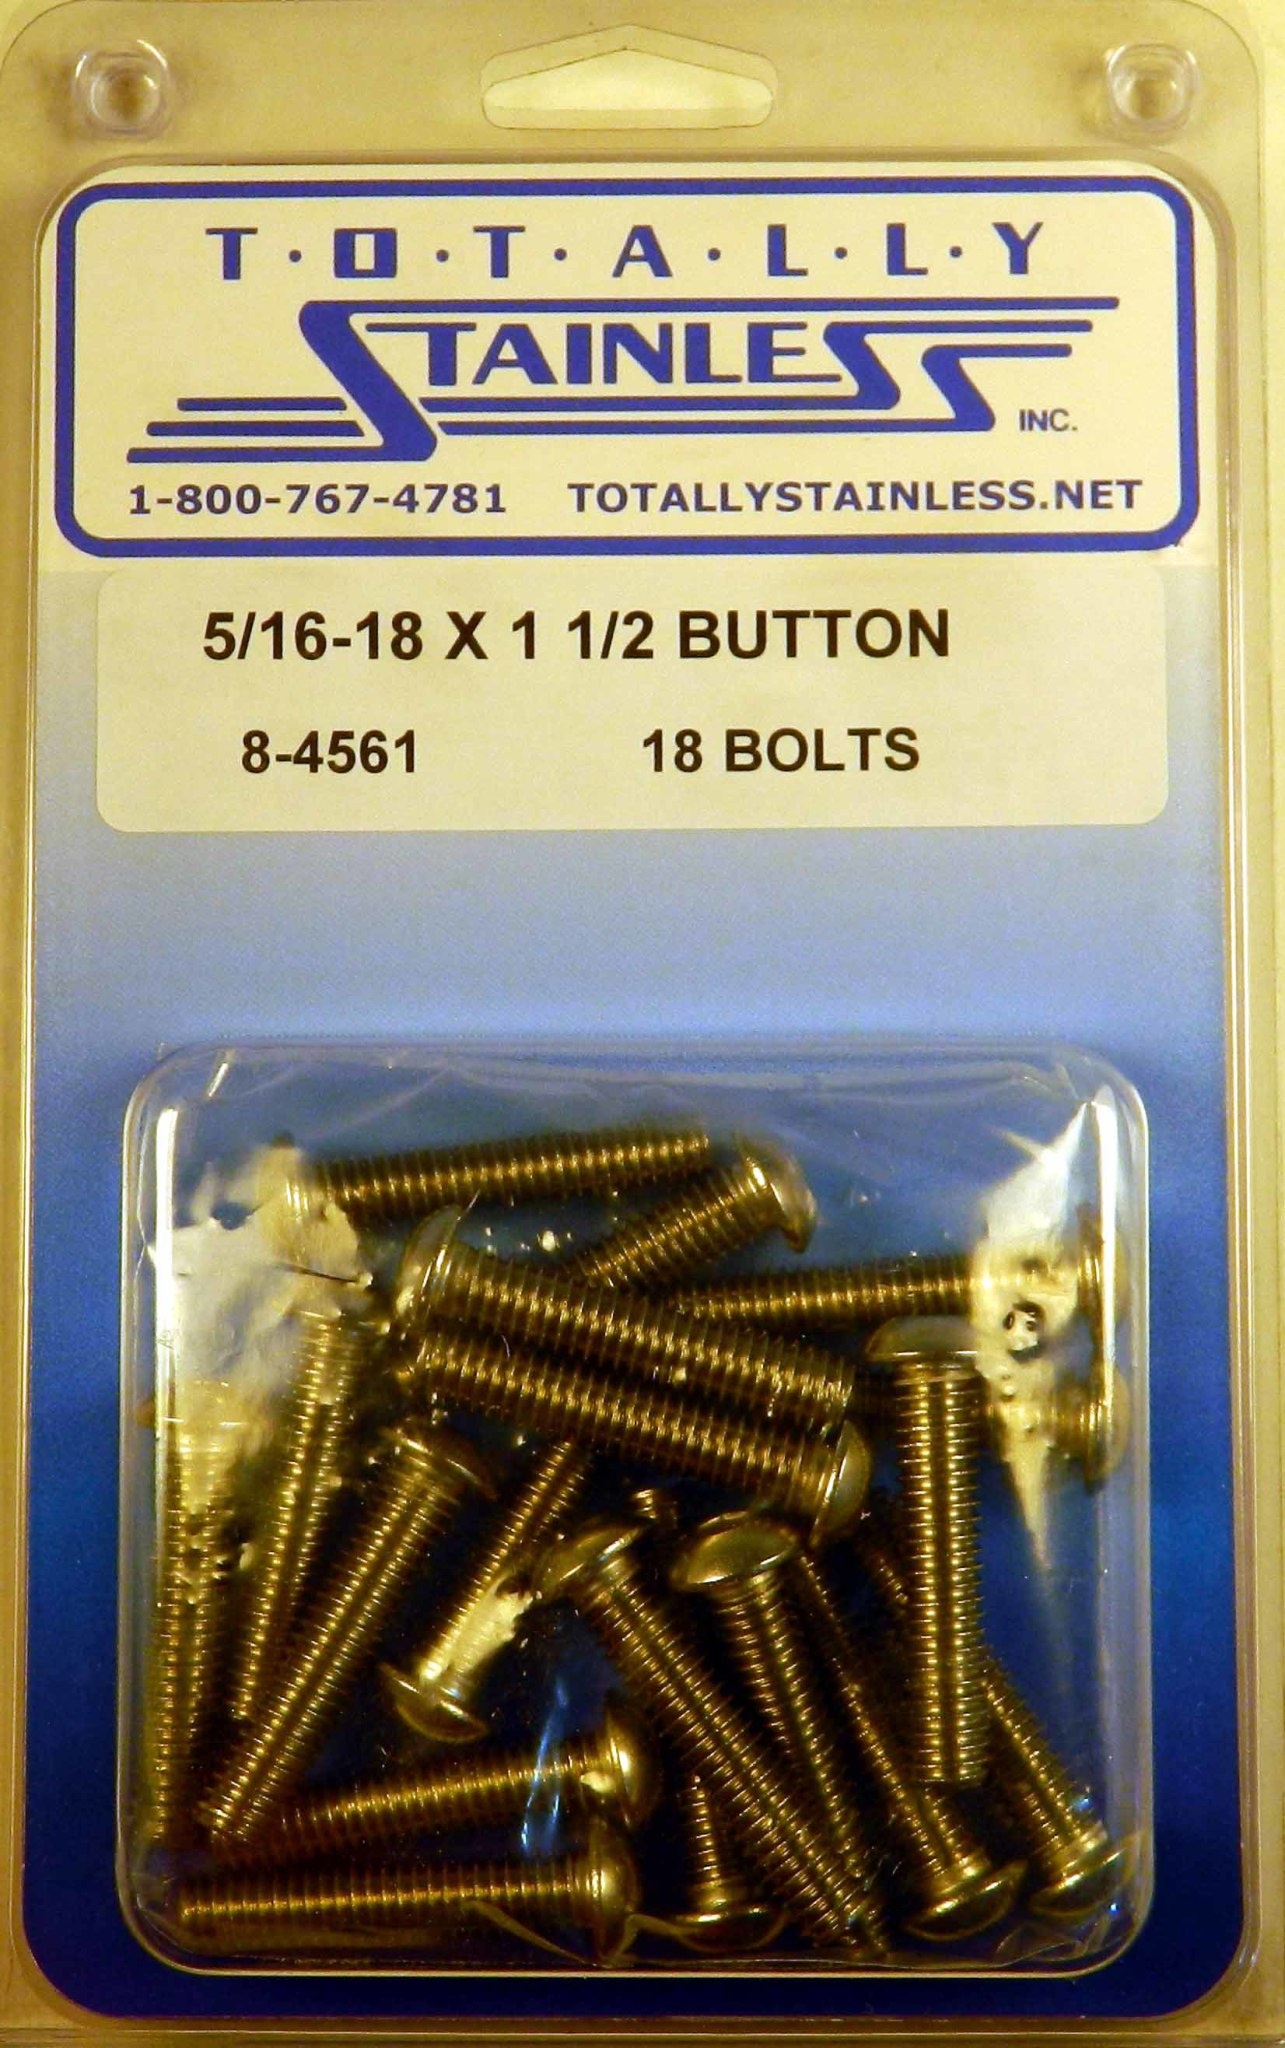 T·O·T·A·L·L·Y
STAINLESS
INC.
1-800-767-4781 TOTALLYSTAINLESS.NET
5/16-18 X 1 1/2 BUTTON
8-4561 18 BOLTS